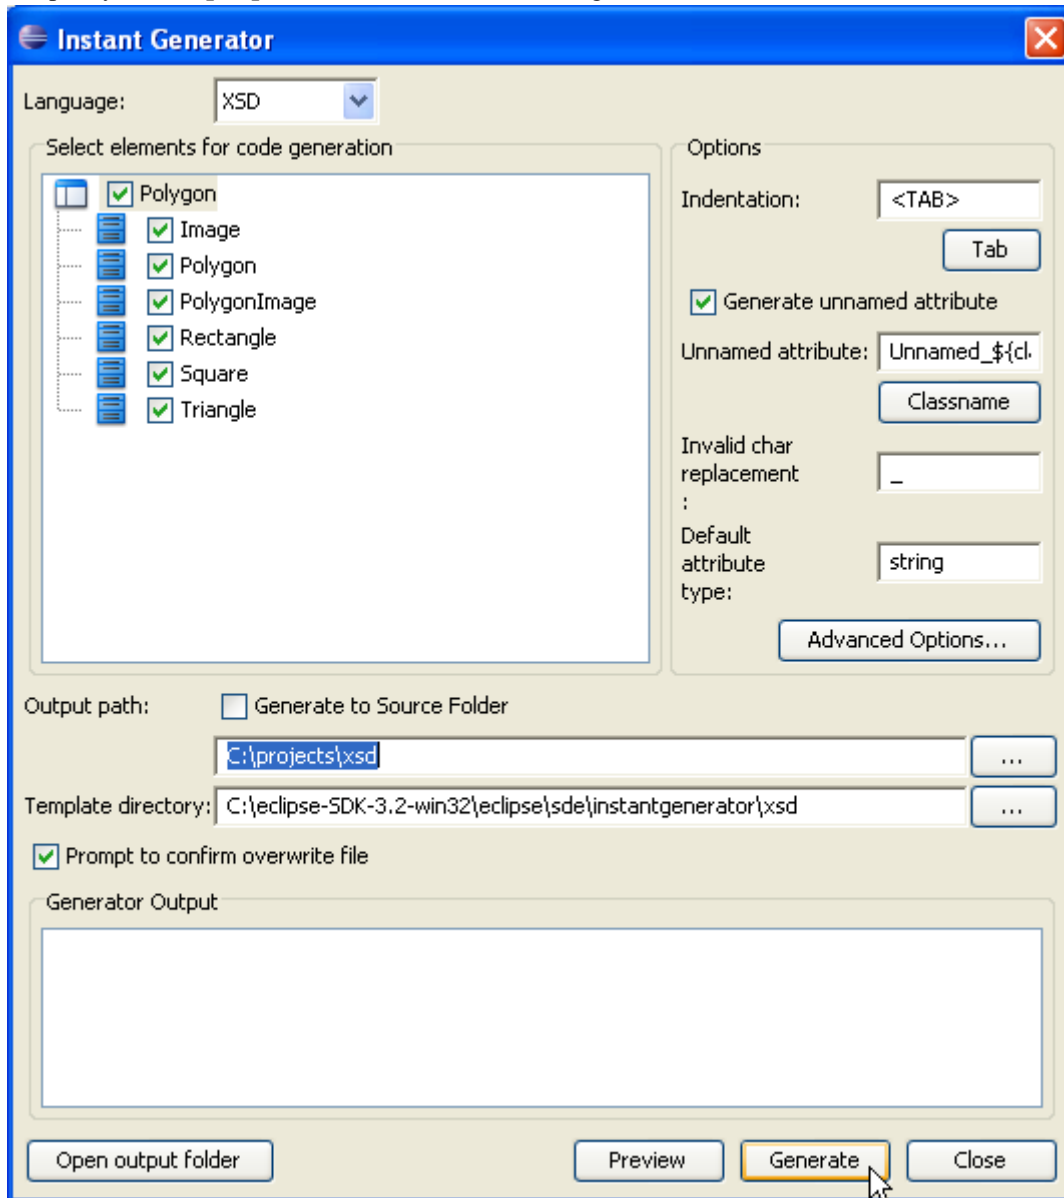 Instant Generator
Language: XSD
Select elements for code generation
Polygon
Image
Polygon
PolygonImage
Rectangle
Square
Triangle
Options
Indentation: <TAB>
Tab
Generate unnamed attribute
Unnamed attribute: Unnamed_${cl
Classname
Invalid char
replacement _
:
Default
attribute string
type:
Advanced Options...
Output path: Generate to Source Folder
C:\projects\xsd ...
Template directory: C:\eclipse-SDK-3.2-win32\eclipse\sde\instantgenerator\xsd ...
Prompt to confirm overwrite file
Generator Output
Open output folder Preview Generate Close